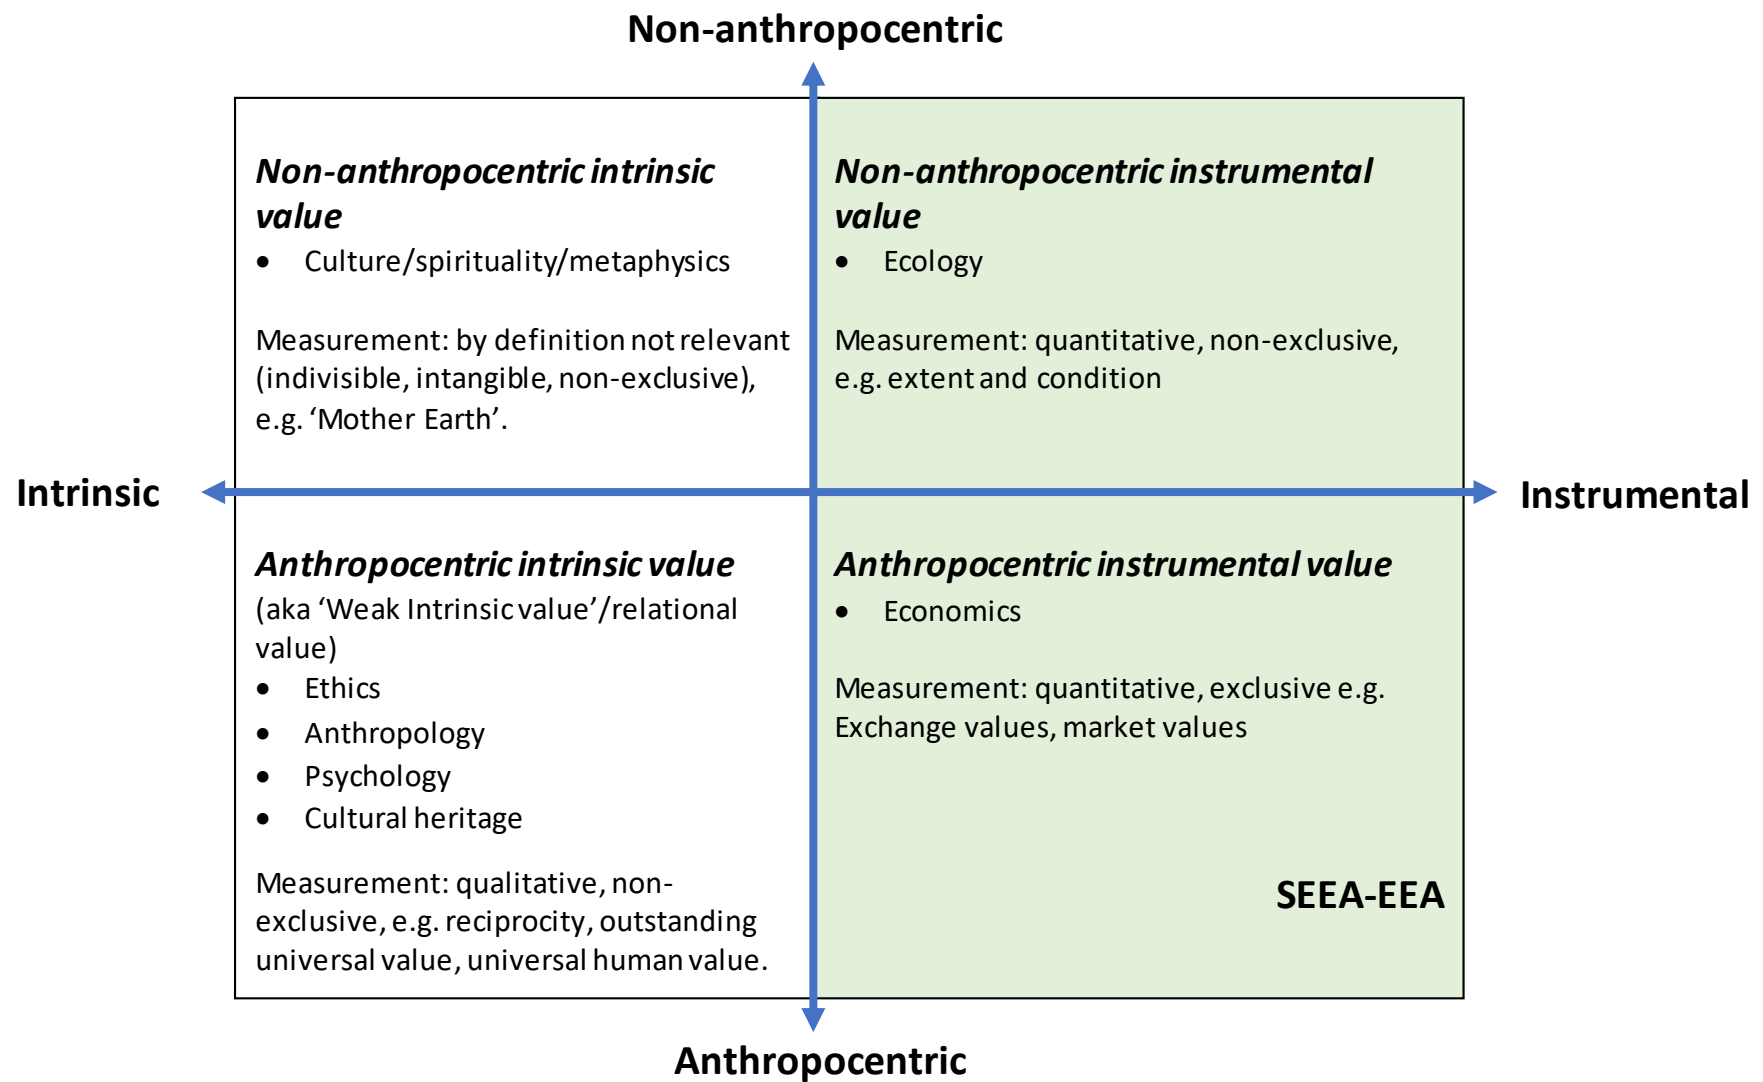 Non-anthropocentric
Non-anthropocentric intrinsic
value
• Culture/spirituality/metaphysics
Measurement: by definition not relevant
(indivisible, intangible, non-exclusive),
e.g. ‘Mother Earth’.
Non-anthropocentric instrumental
value
• Ecology
Measurement: quantitative, non-exclusive,
e.g. extent and condition
Intrinsic
Instrumental
Anthropocentric intrinsic value
(aka ‘Weak Intrinsic value’/relational
value)
• Ethics
• Anthropology
• Psychology
• Cultural heritage
Measurement: qualitative, non-
exclusive, e.g. reciprocity, outstanding
universal value, universal human value.
Anthropocentric instrumental value
• Economics
Measurement: quantitative, exclusive e.g.
Exchange values, market values
SEEA-EEA
Anthropocentric